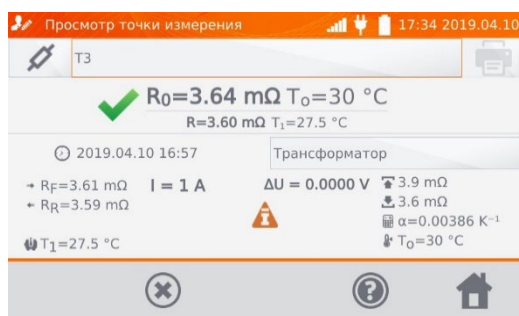 Просмотр точки измерения 17:34 2019.04.10
T3
R0=3.64 mΩ To=30 °C
R=3.60 mΩ T1=27.5 °C
2019.04.10 16:57 Трансформатор
RF=3.61 mΩ I = 1 A ΔU = 0.0000 V 3.9 mΩ
RR=3.59 mΩ 3.6 mΩ
α=0.00386 K⁻¹
T1=27.5 °C To=30 °C